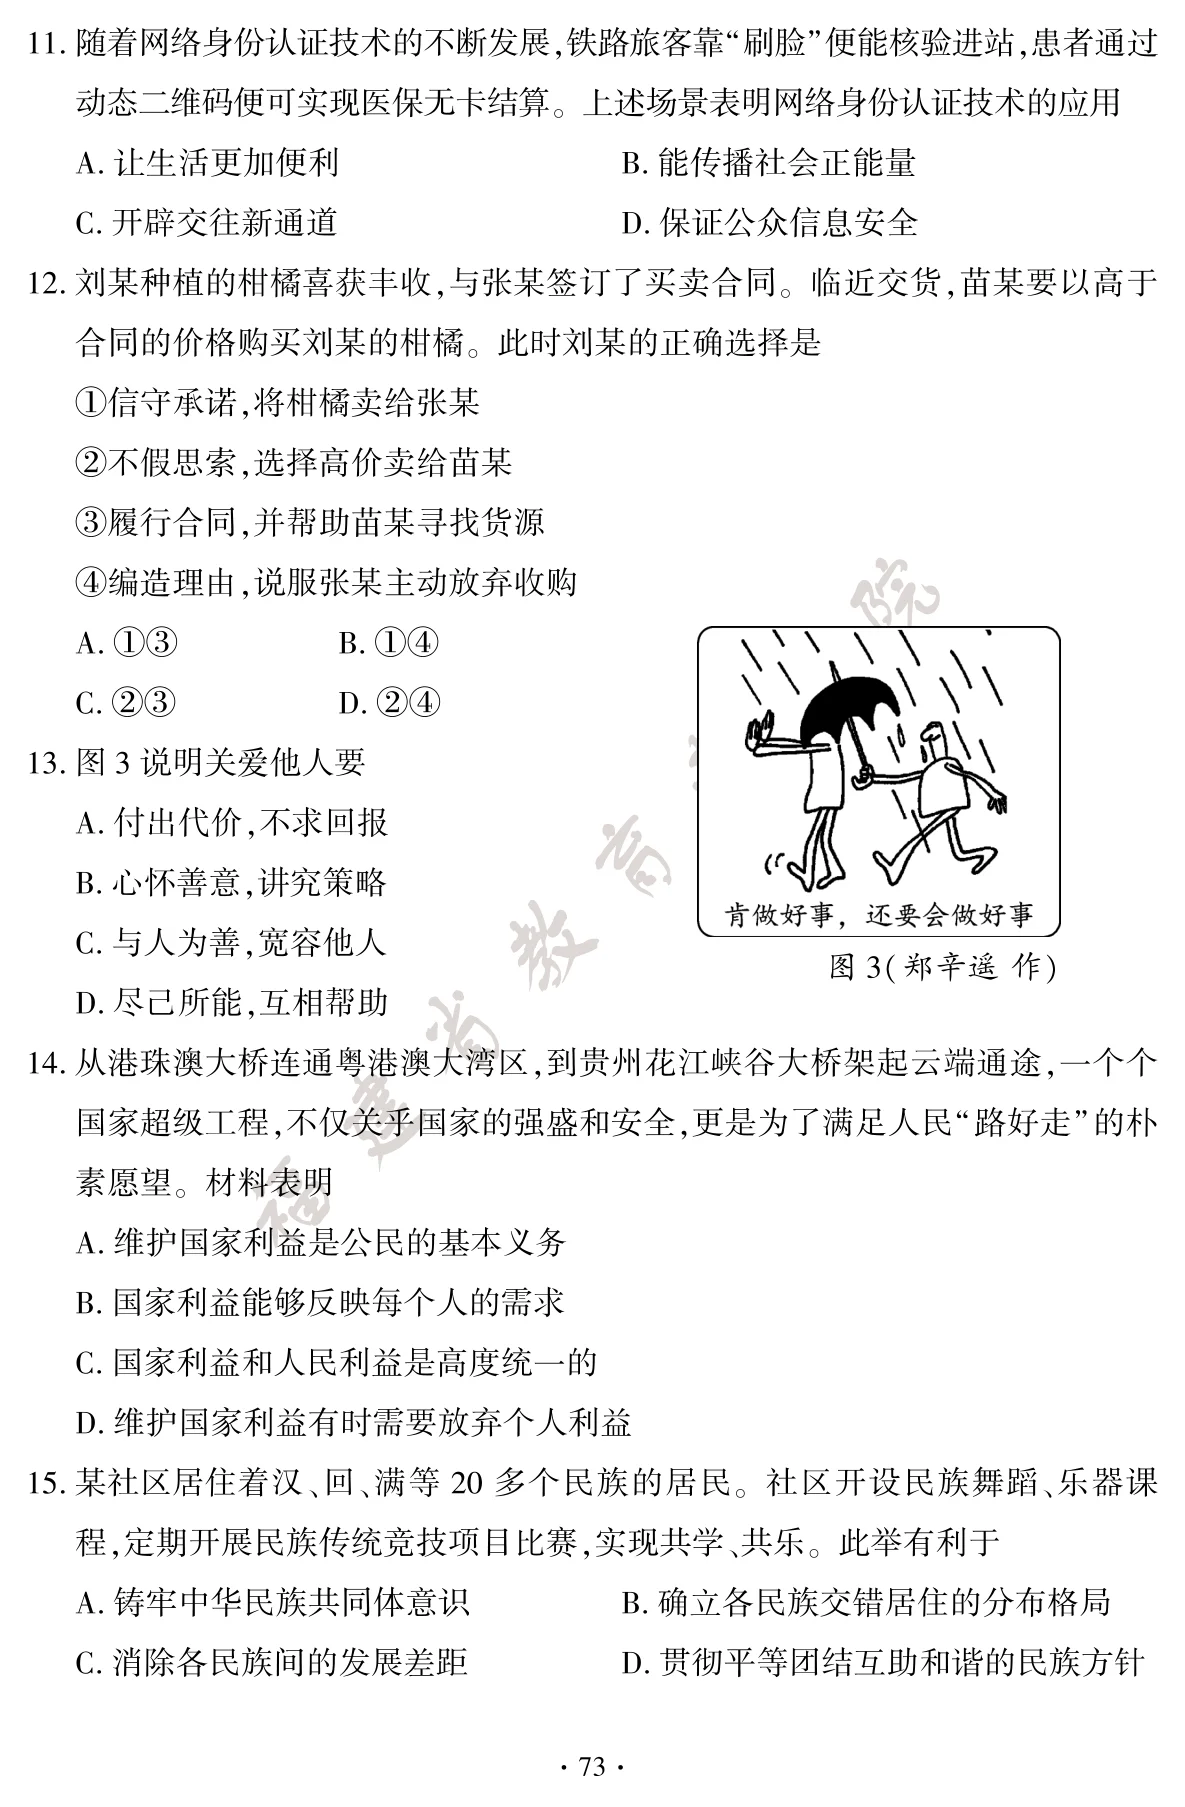 11. 随着网络身份认证技术的不断发展,铁路旅客靠“刷脸”便能核验进站,患者通过
动态二维码便可实现医保无卡结算。上述场景表明网络身份认证技术的应用
A. 让生活更加便利 B. 能传播社会正能量
C. 开辟交往新通道 D. 保证公众信息安全
12. 刘某种植的柑橘喜获丰收,与张某签订了买卖合同。临近交货,苗某要以高于
合同的价格购买刘某的柑橘。此时刘某的正确选择是
①信守承诺,将柑橘卖给张某
②不假思索,选择高价卖给苗某
③履行合同,并帮助苗某寻找货源
④编造理由,说服张某主动放弃收购
A. ①③ B. ①④
C. ②③ D. ②④
13. 图 3 说明关爱他人要
A. 付出代价,不求回报
B. 心怀善意,讲究策略
C. 与人为善,宽容他人
D. 尽己所能,互相帮助
肯做好事，还要会做好事
图 3(郑辛遥 作)
14. 从港珠澳大桥连通粤港澳大湾区,到贵州花江峡谷大桥架起云端通途,一个个
国家超级工程,不仅关乎国家的强盛和安全,更是为了满足人民“路好走”的朴
素愿望。材料表明
A. 维护国家利益是公民的基本义务
B. 国家利益能够反映每个人的需求
C. 国家利益和人民利益是高度统一的
D. 维护国家利益有时需要放弃个人利益
15. 某社区居住着汉、回、满等 20 多个民族的居民。社区开设民族舞蹈、乐器课
程,定期开展民族传统竞技项目比赛,实现共学、共乐。此举有利于
A. 铸牢中华民族共同体意识 B. 确立各民族交错居住的分布格局
C. 消除各民族间的发展差距 D. 贯彻平等团结互助和谐的民族方针
· 73 ·
福建省教育 院